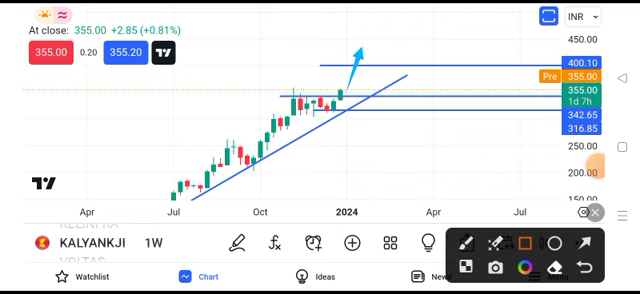 At close: 355.00 +2.85 (+0.81%)
INR
450.00
355.00 0.20 355.20
400.10
Pre 355.00
355.00
1d 7h
342.65
316.85
250.00
200.00
150.00
Apr Jul Oct 2024 Apr Jul
KALYANKJI 1W
VOLTAS
Watchlist Chart Ideas News Menu